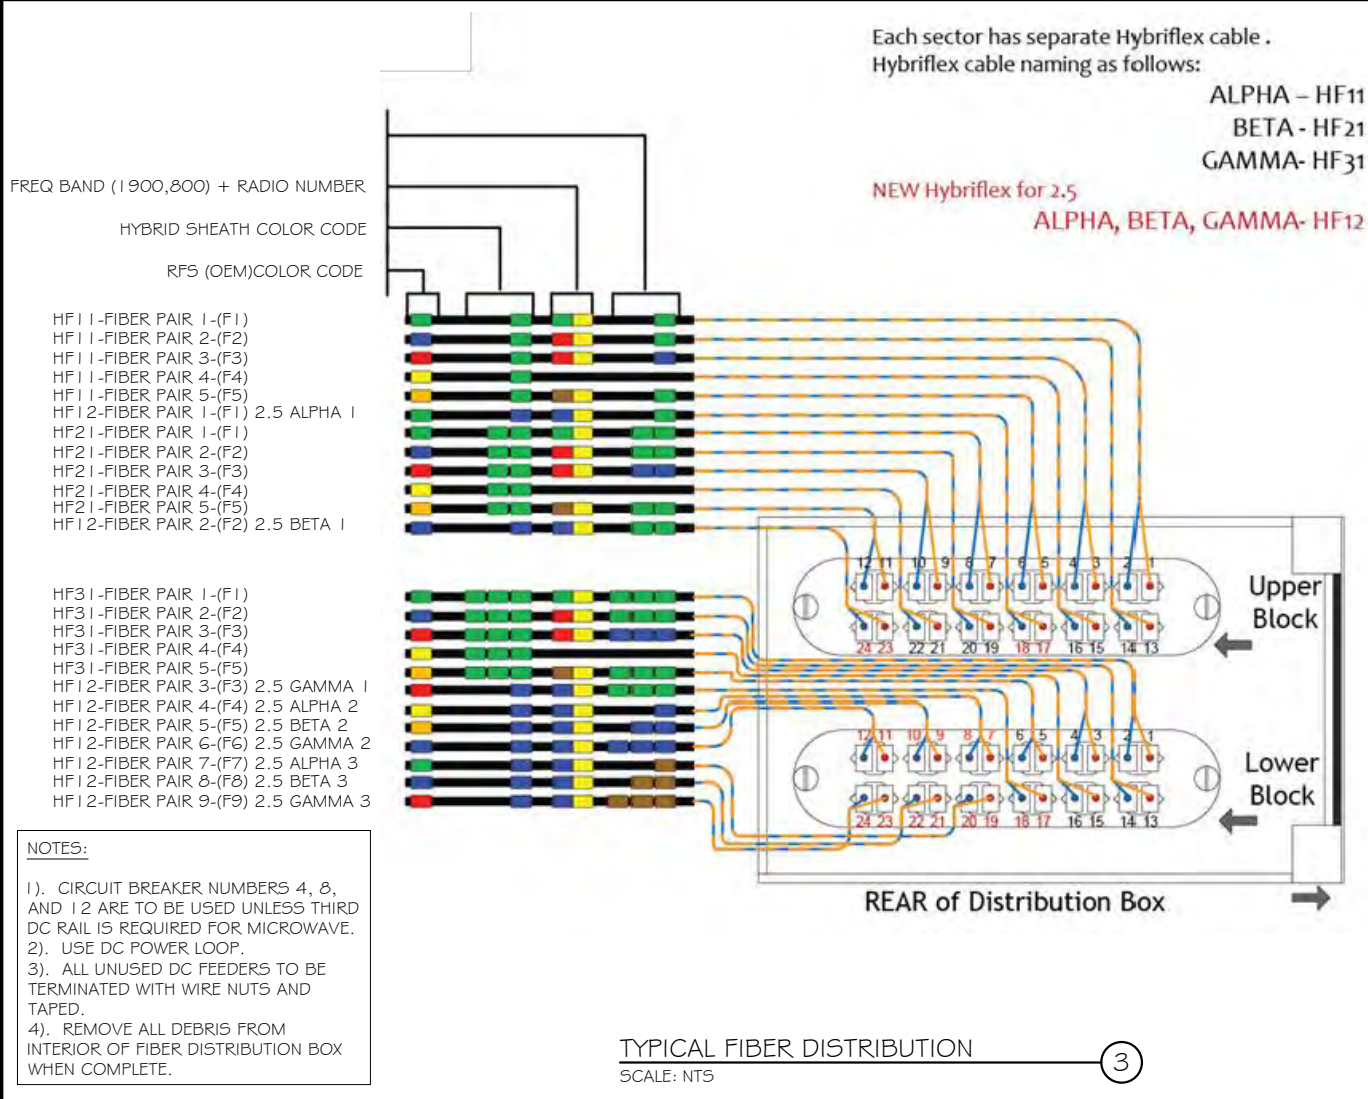 Each sector has separate Hybriflex cable .
Hybriflex cable naming as follows:
ALPHA – HF11
BETA - HF21
GAMMA- HF31
NEW Hybriflex for 2.5
ALPHA, BETA, GAMMA- HF12
FREQ BAND (1900,800) + RADIO NUMBER
HYBRID SHEATH COLOR CODE
RFS (OEM)COLOR CODE
HF11-FIBER PAIR 1-(F1)
HF11-FIBER PAIR 2-(F2)
HF11-FIBER PAIR 3-(F3)
HF11-FIBER PAIR 4-(F4)
HF11-FIBER PAIR 5-(F5)
HF12-FIBER PAIR 1-(F1) 2.5 ALPHA 1
HF21-FIBER PAIR 1-(F1)
HF21-FIBER PAIR 2-(F2)
HF21-FIBER PAIR 3-(F3)
HF21-FIBER PAIR 4-(F4)
HF21-FIBER PAIR 5-(F5)
HF12-FIBER PAIR 2-(F2) 2.5 BETA 1
HF31-FIBER PAIR 1-(F1)
HF31-FIBER PAIR 2-(F2)
HF31-FIBER PAIR 3-(F3)
HF31-FIBER PAIR 4-(F4)
HF31-FIBER PAIR 5-(F5)
HF12-FIBER PAIR 3-(F3) 2.5 GAMMA 1
HF12-FIBER PAIR 4-(F4) 2.5 ALPHA 2
HF12-FIBER PAIR 5-(F5) 2.5 BETA 2
HF12-FIBER PAIR 6-(F6) 2.5 GAMMA 2
HF12-FIBER PAIR 7-(F7) 2.5 ALPHA 3
HF12-FIBER PAIR 8-(F8) 2.5 BETA 3
HF12-FIBER PAIR 9-(F9) 2.5 GAMMA 3
12 11 10 9 8 7 6 5 4 3 2 1
24 23 22 21 20 19 18 17 16 15 14 13
Upper
Block
12 11 10 9 8 7 6 5 4 3 2 1
24 23 22 21 20 19 18 17 16 15 14 13
Lower
Block
REAR of Distribution Box
NOTES:
1). CIRCUIT BREAKER NUMBERS 4, 8,
AND 12 ARE TO BE USED UNLESS THIRD
DC RAIL IS REQUIRED FOR MICROWAVE.
2). USE DC POWER LOOP.
3). ALL UNUSED DC FEEDERS TO BE
TERMINATED WITH WIRE NUTS AND
TAPED.
4). REMOVE ALL DEBRIS FROM
INTERIOR OF FIBER DISTRIBUTION BOX
WHEN COMPLETE.
TYPICAL FIBER DISTRIBUTION
3
SCALE: NTS